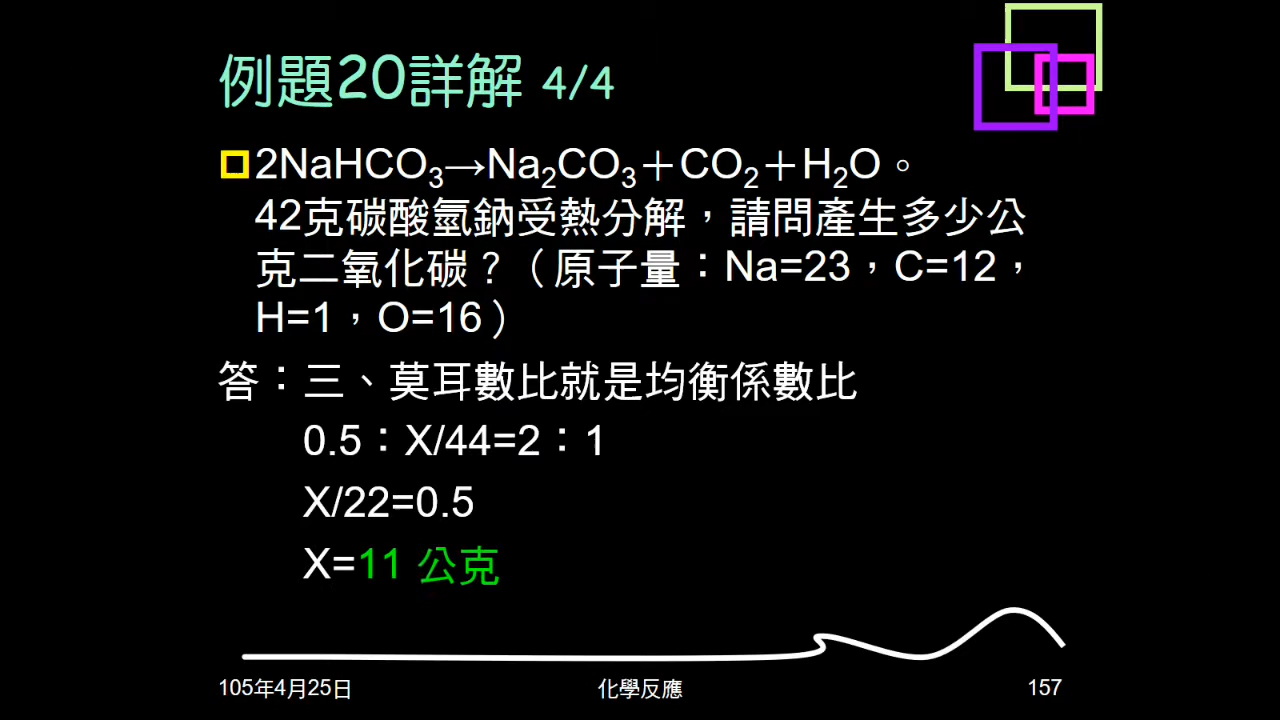 例題20詳解 4/4
2NaHCO₃→Na₂CO₃+CO₂+H₂O。
42克碳酸氫鈉受熱分解，請問產生多少公
克二氧化碳？（原子量：Na=23，C=12，
H=1，O=16）
答：三、莫耳數比就是均衡係數比
0.5：X/44=2：1
X/22=0.5
X=11 公克
105年4月25日
化學反應
157